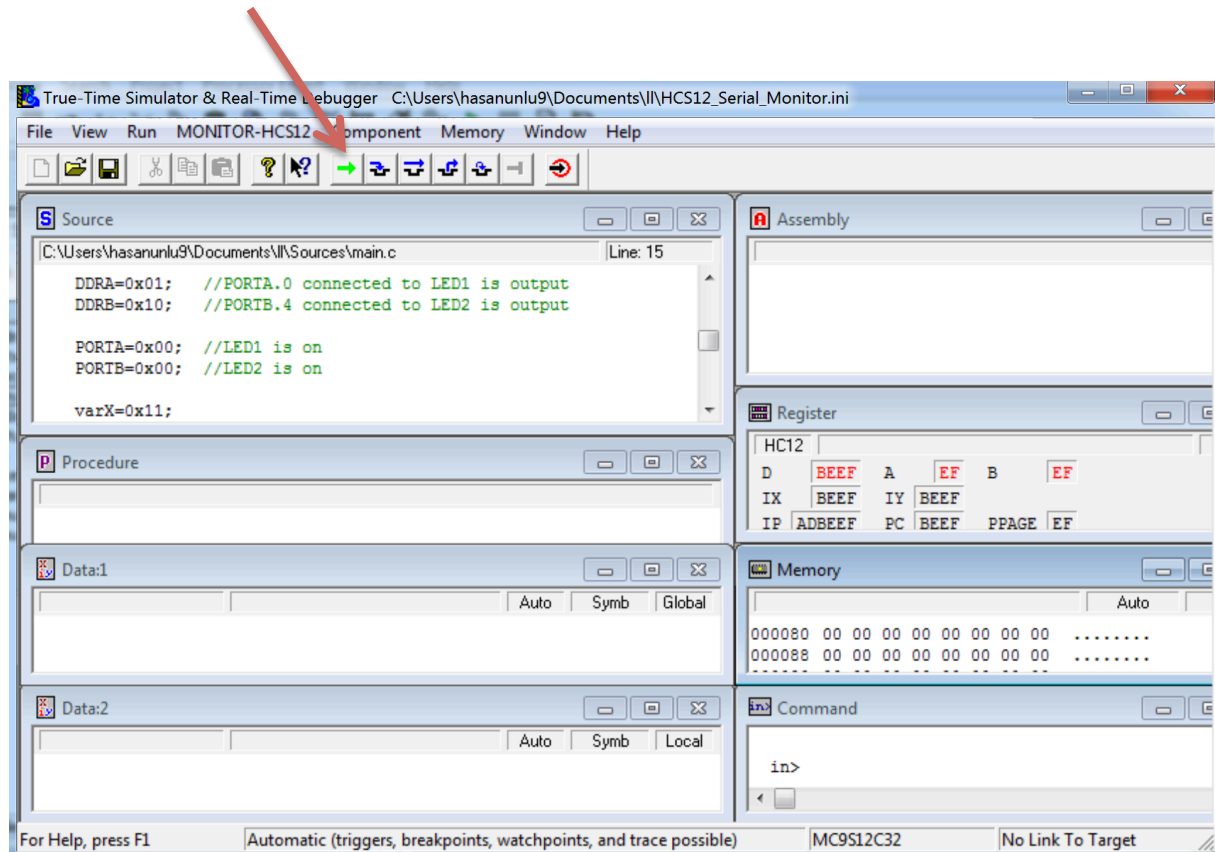 True-Time Simulator & Real-Time Debugger C:\Users\hasanunlu9\Documents\ll\HCS12_Serial_Monitor.ini
File View Run MONITOR-HCS12 Component Memory Window Help
Source
C:\Users\hasanunlu9\Documents\ll\Sources\main.c Line: 15
DDRA=0x01; //PORTA.0 connected to LED1 is output
DDRB=0x10; //PORTB.4 connected to LED2 is output
PORTA=0x00; //LED1 is on
PORTB=0x00; //LED2 is on
varX=0x11;
Procedure
Data:1
Auto Symb Global
Data:2
Auto Symb Local
Assembly
Register
HC12
D BEEF A EF B EF
IX BEEF IY BEEF
IP ADBEEF PC BEEF PPAGE EF
Memory
Auto
000080 00 00 00 00 00 00 00 00 ........
000088 00 00 00 00 00 00 00 00 ........
Command
in>
For Help, press F1 Automatic (triggers, breakpoints, watchpoints, and trace possible) MC9S12C32 No Link To Target